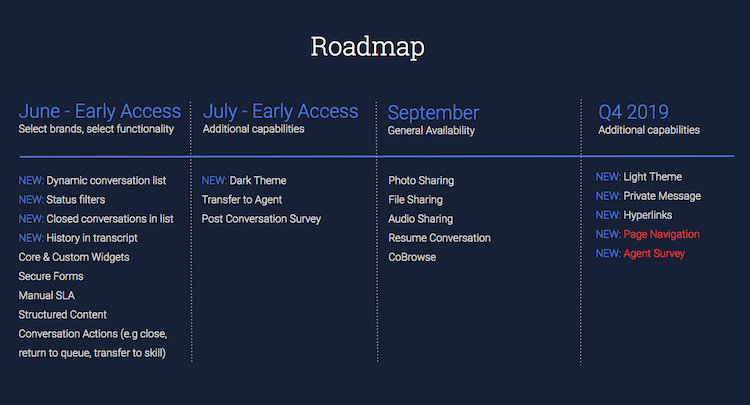 Roadmap
June - Early Access
Select brands, select functionality
NEW: Dynamic conversation list
NEW: Status filters
NEW: Closed conversations in list
NEW: History in transcript
Core & Custom Widgets
Secure Forms
Manual SLA
Structured Content
Conversation Actions (e.g close,
return to queue, transfer to skill)
July - Early Access
Additional capabilities
NEW: Dark Theme
Transfer to Agent
Post Conversation Survey
September
General Availability
Photo Sharing
File Sharing
Audio Sharing
Resume Conversation
CoBrowse
Q4 2019
Additional capabilities
NEW: Light Theme
NEW: Private Message
NEW: Hyperlinks
NEW: Page Navigation
NEW: Agent Survey